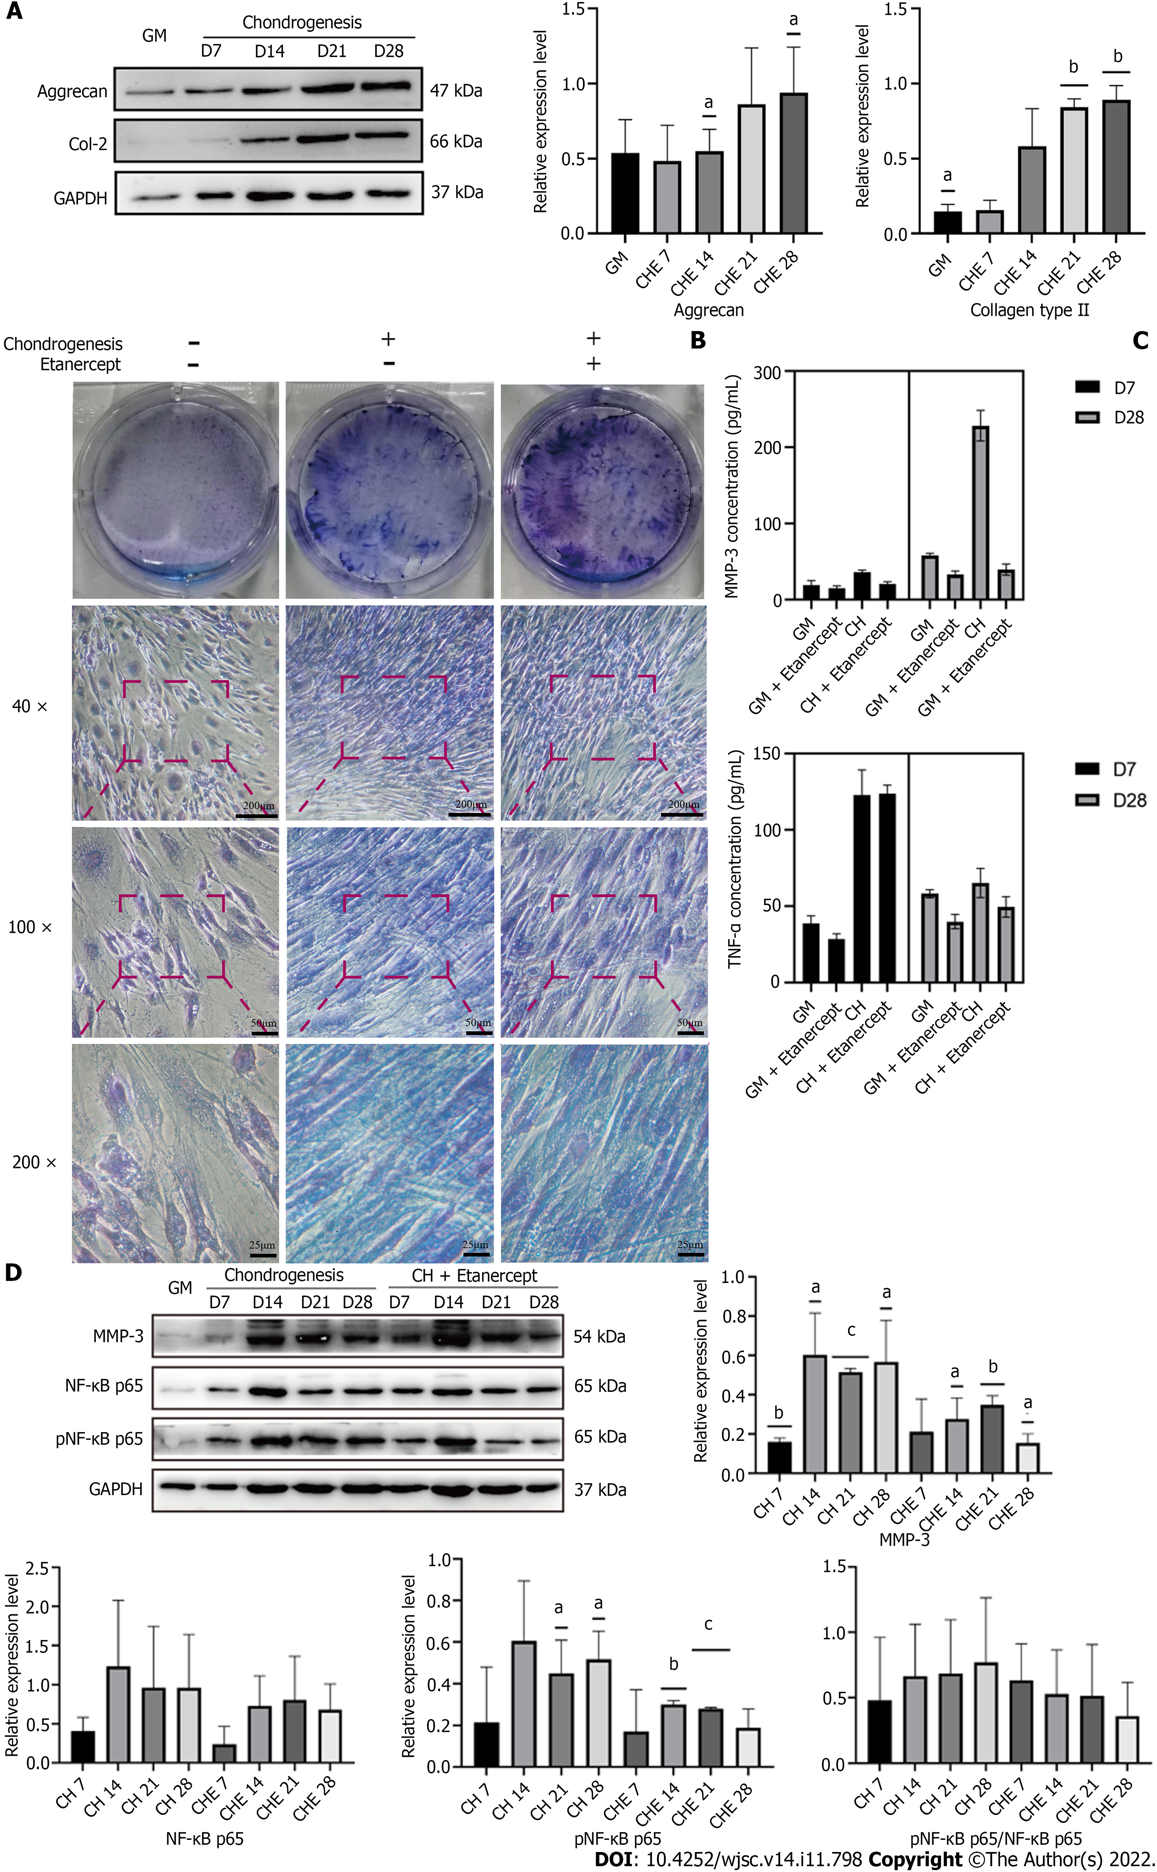 A
GM
Chondrogenesis
D7 D14 D21 D28
Aggrecan 47 kDa
Col-2 66 kDa
GAPDH 37 kDa
Relative expression level
1.5
1.0
0.5
0.0
a
a
GM CHE 7 CHE 14 CHE 21 CHE 28
Aggrecan
Relative expression level
1.5
1.0
0.5
0.0
a
b
b
GM CHE 7 CHE 14 CHE 21 CHE 28
Collagen type II
B
Chondrogenesis - + +
Etanercept - - +
40 ×
200µm 200µm 200µm
100 ×
50µm 50µm 50µm
200 ×
25µm 25µm 25µm
C
MMP-3 concentration (pg/mL)
300
200
100
0
GM GM + Etanercept CH CH + Etanercept GM GM + Etanercept CH GM + Etanercept
D7
D28
TNF-α concentration (pg/mL)
150
100
50
0
GM GM + Etanercept CH CH + Etanercept GM GM + Etanercept CH CH + Etanercept
D7
D28
D
GM
Chondrogenesis CH + Etanercept
D7 D14 D21 D28 D7 D14 D21 D28
MMP-3 54 kDa
NF-κB p65 65 kDa
pNF-κB p65 65 kDa
GAPDH 37 kDa
Relative expression level
1.0
0.8
0.6
0.4
0.2
0.0
b a c a a b a
CH 7 CH 14 CH 21 CH 28 CHE 7 CHE 14 CHE 21 CHE 28
MMP-3
Relative expression level
2.5
2.0
1.5
1.0
0.5
0.0
CH 7 CH 14 CH 21 CH 28 CHE 7 CHE 14 CHE 21 CHE 28
NF-κB p65
Relative expression level
1.0
0.8
0.6
0.4
0.2
0.0
a a b c
CH 7 CH 14 CH 21 CH 28 CHE 7 CHE 14 CHE 21 CHE 28
pNF-κB p65
1.5
1.0
0.5
0.0
CH 7 CH 14 CH 21 CH 28 CHE 7 CHE 14 CHE 21 CHE 28
pNF-κB p65/NF-κB p65
DOI: 10.4252/wjsc.v14.i11.798 Copyright ©The Author(s) 2022.